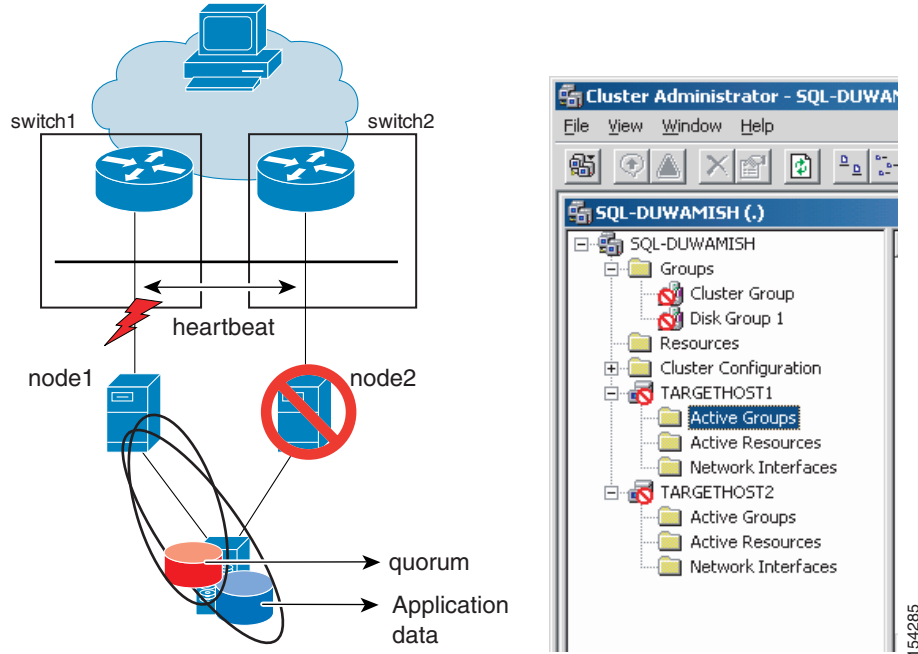 switch1
switch2
heartbeat
node1
node2
quorum
Application
data
Cluster Administrator - SQL-DUWAM
File View Window Help
SQL-DUWAMISH (.)
SQL-DUWAMISH
Groups
Cluster Group
Disk Group 1
Resources
Cluster Configuration
TARGETHOST1
Active Groups
Active Resources
Network Interfaces
TARGETHOST2
Active Groups
Active Resources
Network Interfaces
154285